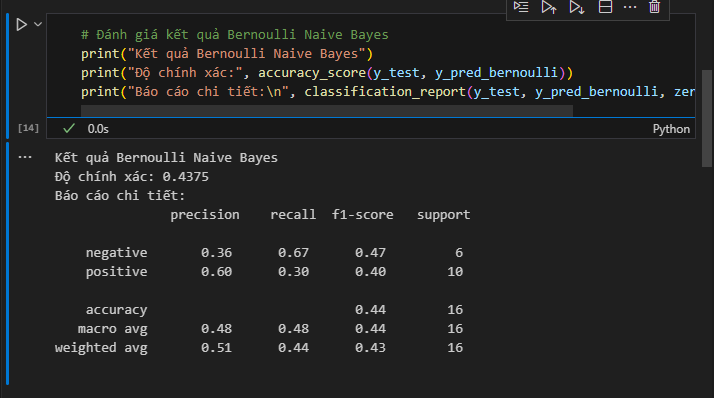 # Đánh giá kết quả Bernoulli Naive Bayes
print("Kết quả Bernoulli Naive Bayes")
print("Độ chính xác:", accuracy_score(y_test, y_pred_bernoulli))
print("Báo cáo chi tiết:\n", classification_report(y_test, y_pred_bernoulli, zer
[14] 0.0s Python
Kết quả Bernoulli Naive Bayes
Độ chính xác: 0.4375
Báo cáo chi tiết:
precision recall f1-score support
negative 0.36 0.67 0.47 6
positive 0.60 0.30 0.40 10
accuracy 0.44 16
macro avg 0.48 0.48 0.44 16
weighted avg 0.51 0.44 0.43 16